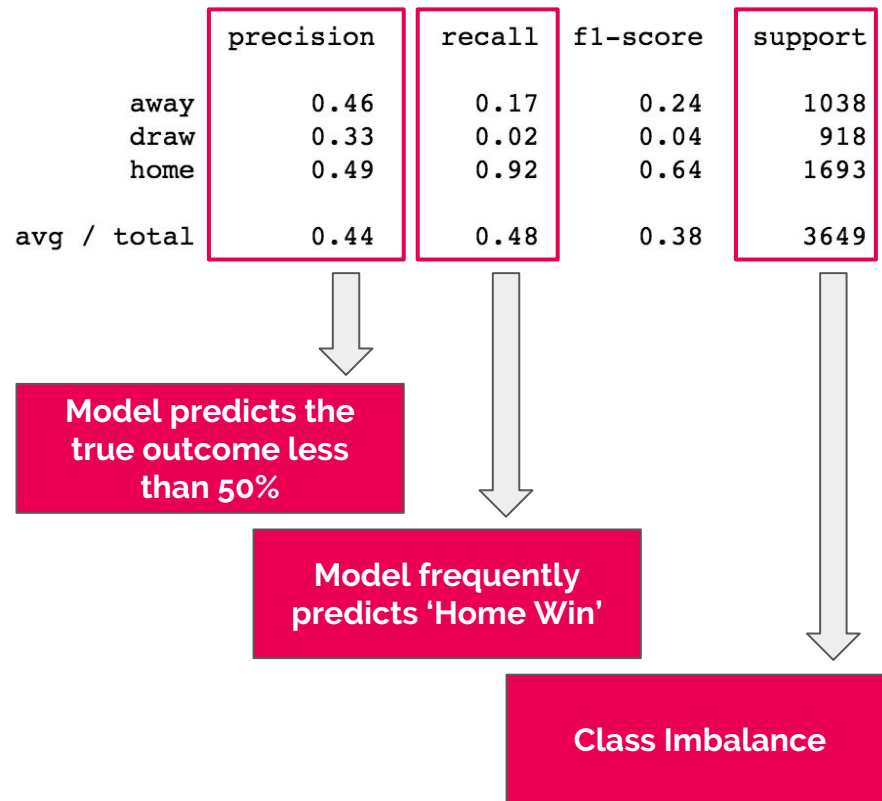 precision recall f1-score support
away 0.46 0.17 0.24 1038
draw 0.33 0.02 0.04 918
home 0.49 0.92 0.64 1693
avg / total 0.44 0.48 0.38 3649
Model predicts the
true outcome less
than 50%
Model frequently
predicts ‘Home Win’
Class Imbalance